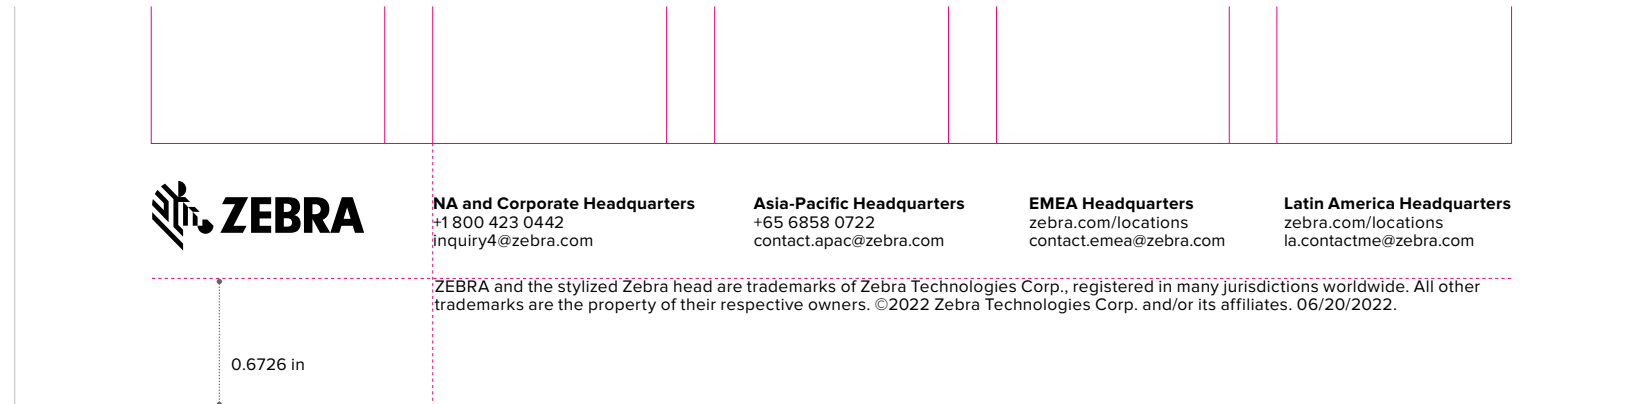 ZEBRA
NA and Corporate Headquarters
+1 800 423 0442
inquiry4@zebra.com
Asia-Pacific Headquarters
+65 6858 0722
contact.apac@zebra.com
EMEA Headquarters
zebra.com/locations
contact.emea@zebra.com
Latin America Headquarters
zebra.com/locations
la.contactme@zebra.com
ZEBRA and the stylized Zebra head are trademarks of Zebra Technologies Corp., registered in many jurisdictions worldwide. All other
trademarks are the property of their respective owners. ©2022 Zebra Technologies Corp. and/or its affiliates. 06/20/2022.
0.6726 in